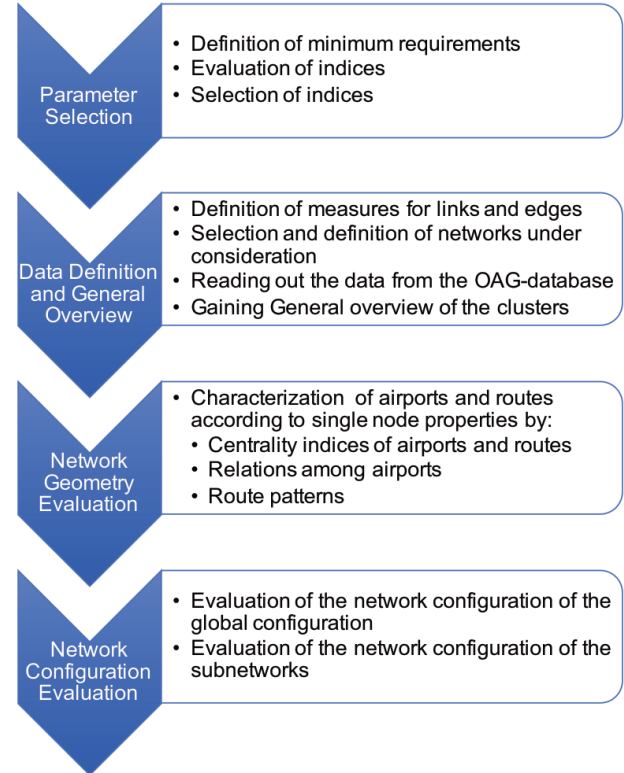 Parameter
Selection
• Definition of minimum requirements
• Evaluation of indices
• Selection of indices
Data Definition
and General
Overview
• Definition of measures for links and edges
• Selection and definition of networks under
consideration
• Reading out the data from the OAG-database
• Gaining General overview of the clusters
Network
Geometry
Evaluation
• Characterization of airports and routes
according to single node properties by:
• Centrality indices of airports and routes
• Relations among airports
• Route patterns
Network
Configuration
Evaluation
• Evaluation of the network configuration of the
global configuration
• Evaluation of the network configuration of the
subnetworks